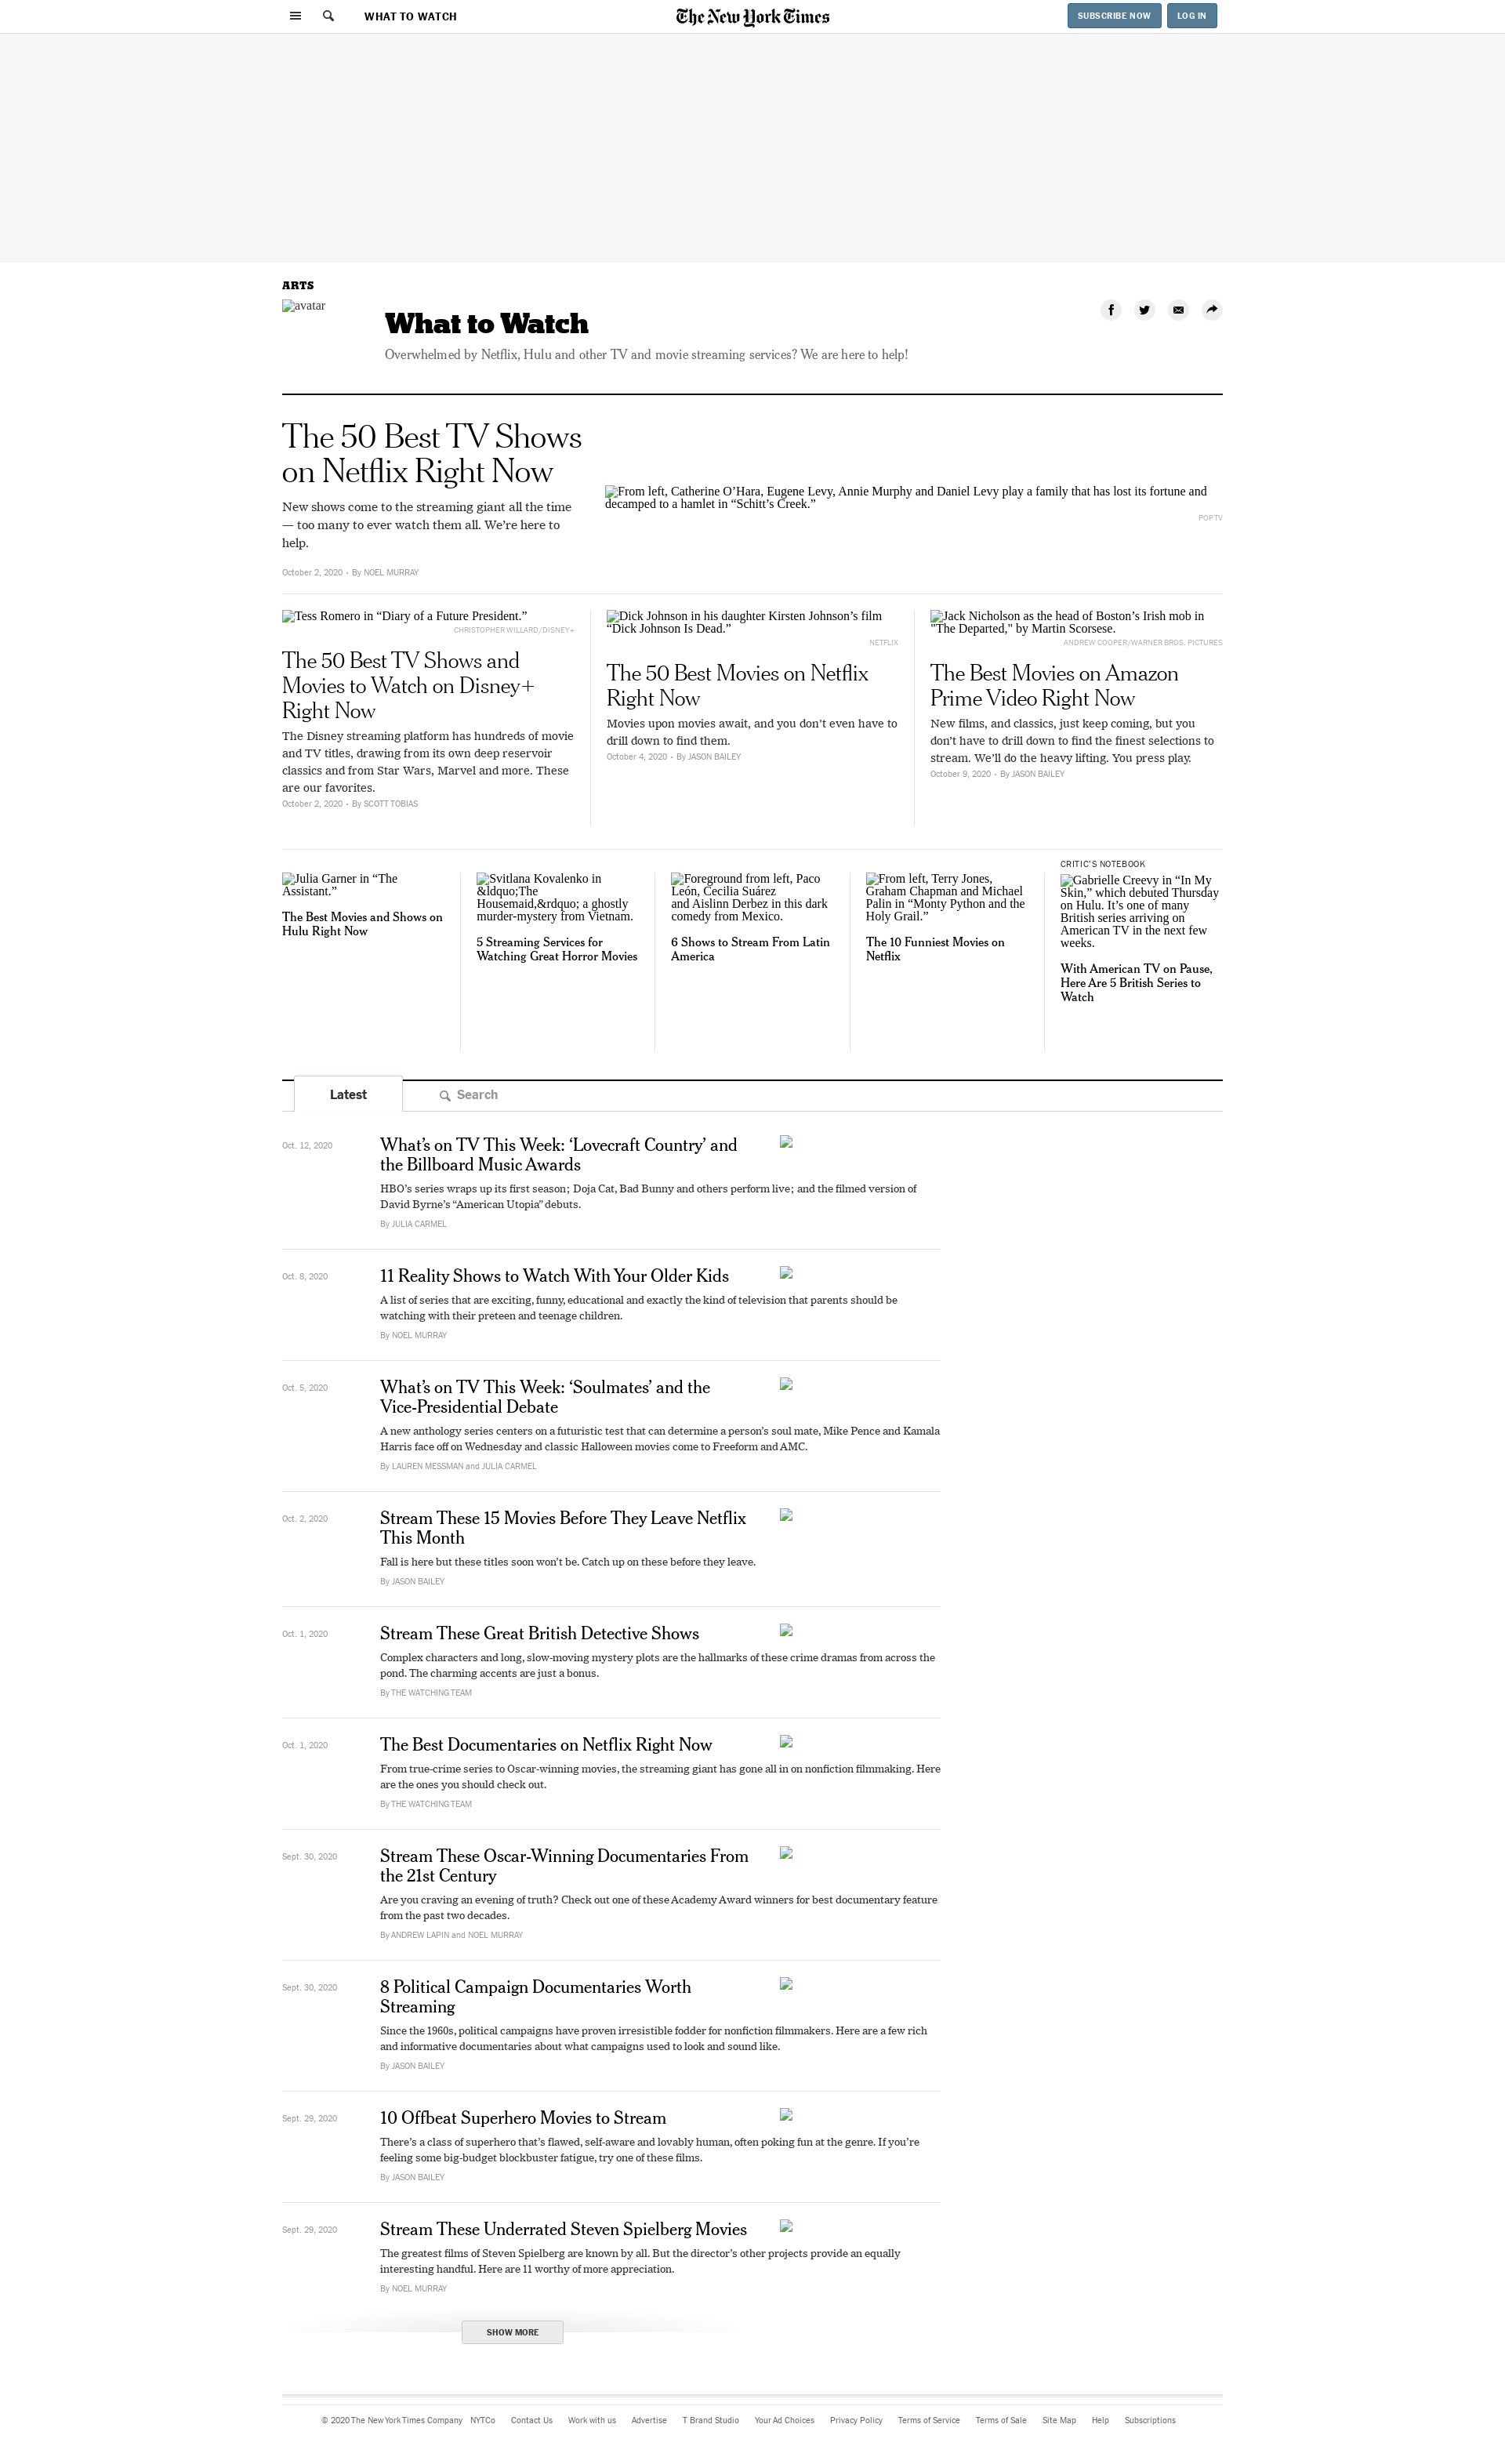 WHAT TO WATCH
The New York Times
SUBSCRIBE NOW
LOG IN
ARTS
avatar
What to Watch
Overwhelmed by Netflix, Hulu and other TV and movie streaming services? We are here to help!
The 50 Best TV Shows
on Netflix Right Now
New shows come to the streaming giant all the time
— too many to ever watch them all. We’re here to
help.
October 2, 2020 • By NOEL MURRAY
From left, Catherine O’Hara, Eugene Levy, Annie Murphy and Daniel Levy play a family that has lost its fortune and
decamped to a hamlet in “Schitt’s Creek.”
POP TV
Tess Romero in “Diary of a Future President.”
CHRISTOPHER WILLARD/DISNEY+
The 50 Best TV Shows and
Movies to Watch on Disney+
Right Now
The Disney streaming platform has hundreds of movie
and TV titles, drawing from its own deep reservoir
classics and from Star Wars, Marvel and more. These
are our favorites.
October 2, 2020 • By SCOTT TOBIAS
Dick Johnson in his daughter Kirsten Johnson’s film
“Dick Johnson Is Dead.”
NETFLIX
The 50 Best Movies on Netflix
Right Now
Movies upon movies await, and you don’t even have to
drill down to find them.
October 4, 2020 • By JASON BAILEY
Jack Nicholson as the head of Boston’s Irish mob in
"The Departed," by Martin Scorsese.
ANDREW COOPER/WARNER BROS. PICTURES
The Best Movies on Amazon
Prime Video Right Now
New films, and classics, just keep coming, but you
don’t have to drill down to find the finest selections to
stream. We’ll do the heavy lifting. You press play.
October 9, 2020 • By JASON BAILEY
Julia Garner in “The
Assistant.”
The Best Movies and Shows on
Hulu Right Now
Svitlana Kovalenko in
&ldquo;The
Housemaid,&rdquo; a ghostly
murder-mystery from Vietnam.
5 Streaming Services for
Watching Great Horror Movies
Foreground from left, Paco
León, Cecilia Suárez
and Aislinn Derbez in this dark
comedy from Mexico.
6 Shows to Stream From Latin
America
From left, Terry Jones,
Graham Chapman and Michael
Palin in “Monty Python and the
Holy Grail.”
The 10 Funniest Movies on
Netflix
CRITIC’S NOTEBOOK
Gabrielle Creevy in “In My
Skin,” which debuted Thursday
on Hulu. It’s one of many
British series arriving on
American TV in the next few
weeks.
With American TV on Pause,
Here Are 5 British Series to
Watch
Latest
Search
Oct. 12, 2020
What’s on TV This Week: ‘Lovecraft Country’ and
the Billboard Music Awards
HBO’s series wraps up its first season; Doja Cat, Bad Bunny and others perform live; and the filmed version of
David Byrne’s “American Utopia” debuts.
By JULIA CARMEL
Oct. 8, 2020
11 Reality Shows to Watch With Your Older Kids
A list of series that are exciting, funny, educational and exactly the kind of television that parents should be
watching with their preteen and teenage children.
By NOEL MURRAY
Oct. 5, 2020
What’s on TV This Week: ‘Soulmates’ and the
Vice-Presidential Debate
A new anthology series centers on a futuristic test that can determine a person’s soul mate, Mike Pence and Kamala
Harris face off on Wednesday and classic Halloween movies come to Freeform and AMC.
By LAUREN MESSMAN and JULIA CARMEL
Oct. 2, 2020
Stream These 15 Movies Before They Leave Netflix
This Month
Fall is here but these titles soon won’t be. Catch up on these before they leave.
By JASON BAILEY
Oct. 1, 2020
Stream These Great British Detective Shows
Complex characters and long, slow-moving mystery plots are the hallmarks of these crime dramas from across the
pond. The charming accents are just a bonus.
By THE WATCHING TEAM
Oct. 1, 2020
The Best Documentaries on Netflix Right Now
From true-crime series to Oscar-winning movies, the streaming giant has gone all in on nonfiction filmmaking. Here
are the ones you should check out.
By THE WATCHING TEAM
Sept. 30, 2020
Stream These Oscar-Winning Documentaries From
the 21st Century
Are you craving an evening of truth? Check out one of these Academy Award winners for best documentary feature
from the past two decades.
By ANDREW LAPIN and NOEL MURRAY
Sept. 30, 2020
8 Political Campaign Documentaries Worth
Streaming
Since the 1960s, political campaigns have proven irresistible fodder for nonfiction filmmakers. Here are a few rich
and informative documentaries about what campaigns used to look and sound like.
By JASON BAILEY
Sept. 29, 2020
10 Offbeat Superhero Movies to Stream
There’s a class of superhero that’s flawed, self-aware and lovably human, often poking fun at the genre. If you’re
feeling some big-budget blockbuster fatigue, try one of these films.
By JASON BAILEY
Sept. 29, 2020
Stream These Underrated Steven Spielberg Movies
The greatest films of Steven Spielberg are known by all. But the director’s other projects provide an equally
interesting handful. Here are 11 worthy of more appreciation.
By NOEL MURRAY
SHOW MORE
© 2020 The New York Times Company NYTCo Contact Us Work with us Advertise T Brand Studio Your Ad Choices Privacy Policy Terms of Service Terms of Sale Site Map Help Subscriptions